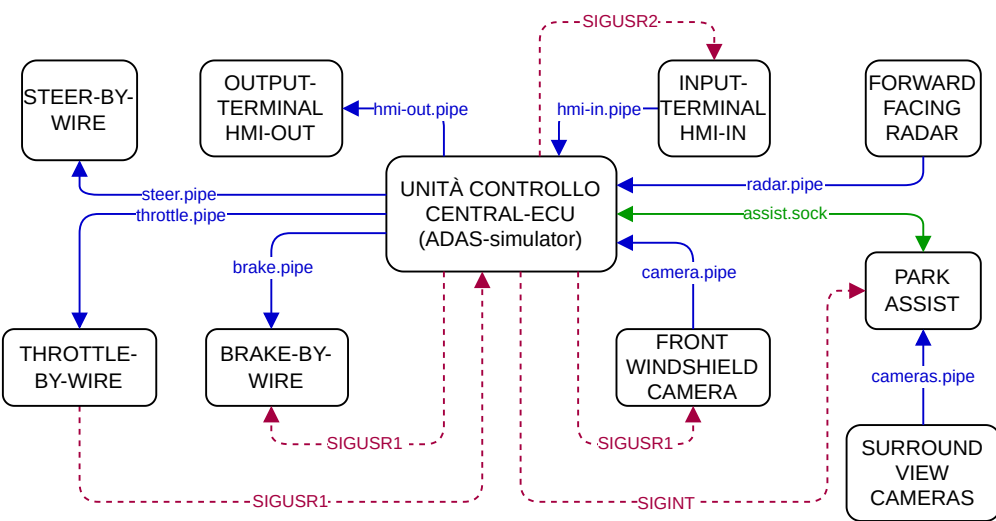 SIGUSR2
STEER-BY-
WIRE
OUTPUT-
TERMINAL
HMI-OUT
hmi-out.pipe
hmi-in.pipe
INPUT-
TERMINAL
HMI-IN
FORWARD
FACING
RADAR
UNITÀ CONTROLLO
CENTRAL-ECU
(ADAS-simulator)
steer.pipe
throttle.pipe
radar.pipe
assist.sock
brake.pipe
camera.pipe
PARK
ASSIST
THROTTLE-
BY-WIRE
BRAKE-BY-
WIRE
FRONT
WINDSHIELD
CAMERA
cameras.pipe
SIGUSR1
SIGUSR1
SURROUND
VIEW
CAMERAS
SIGUSR1
SIGINT